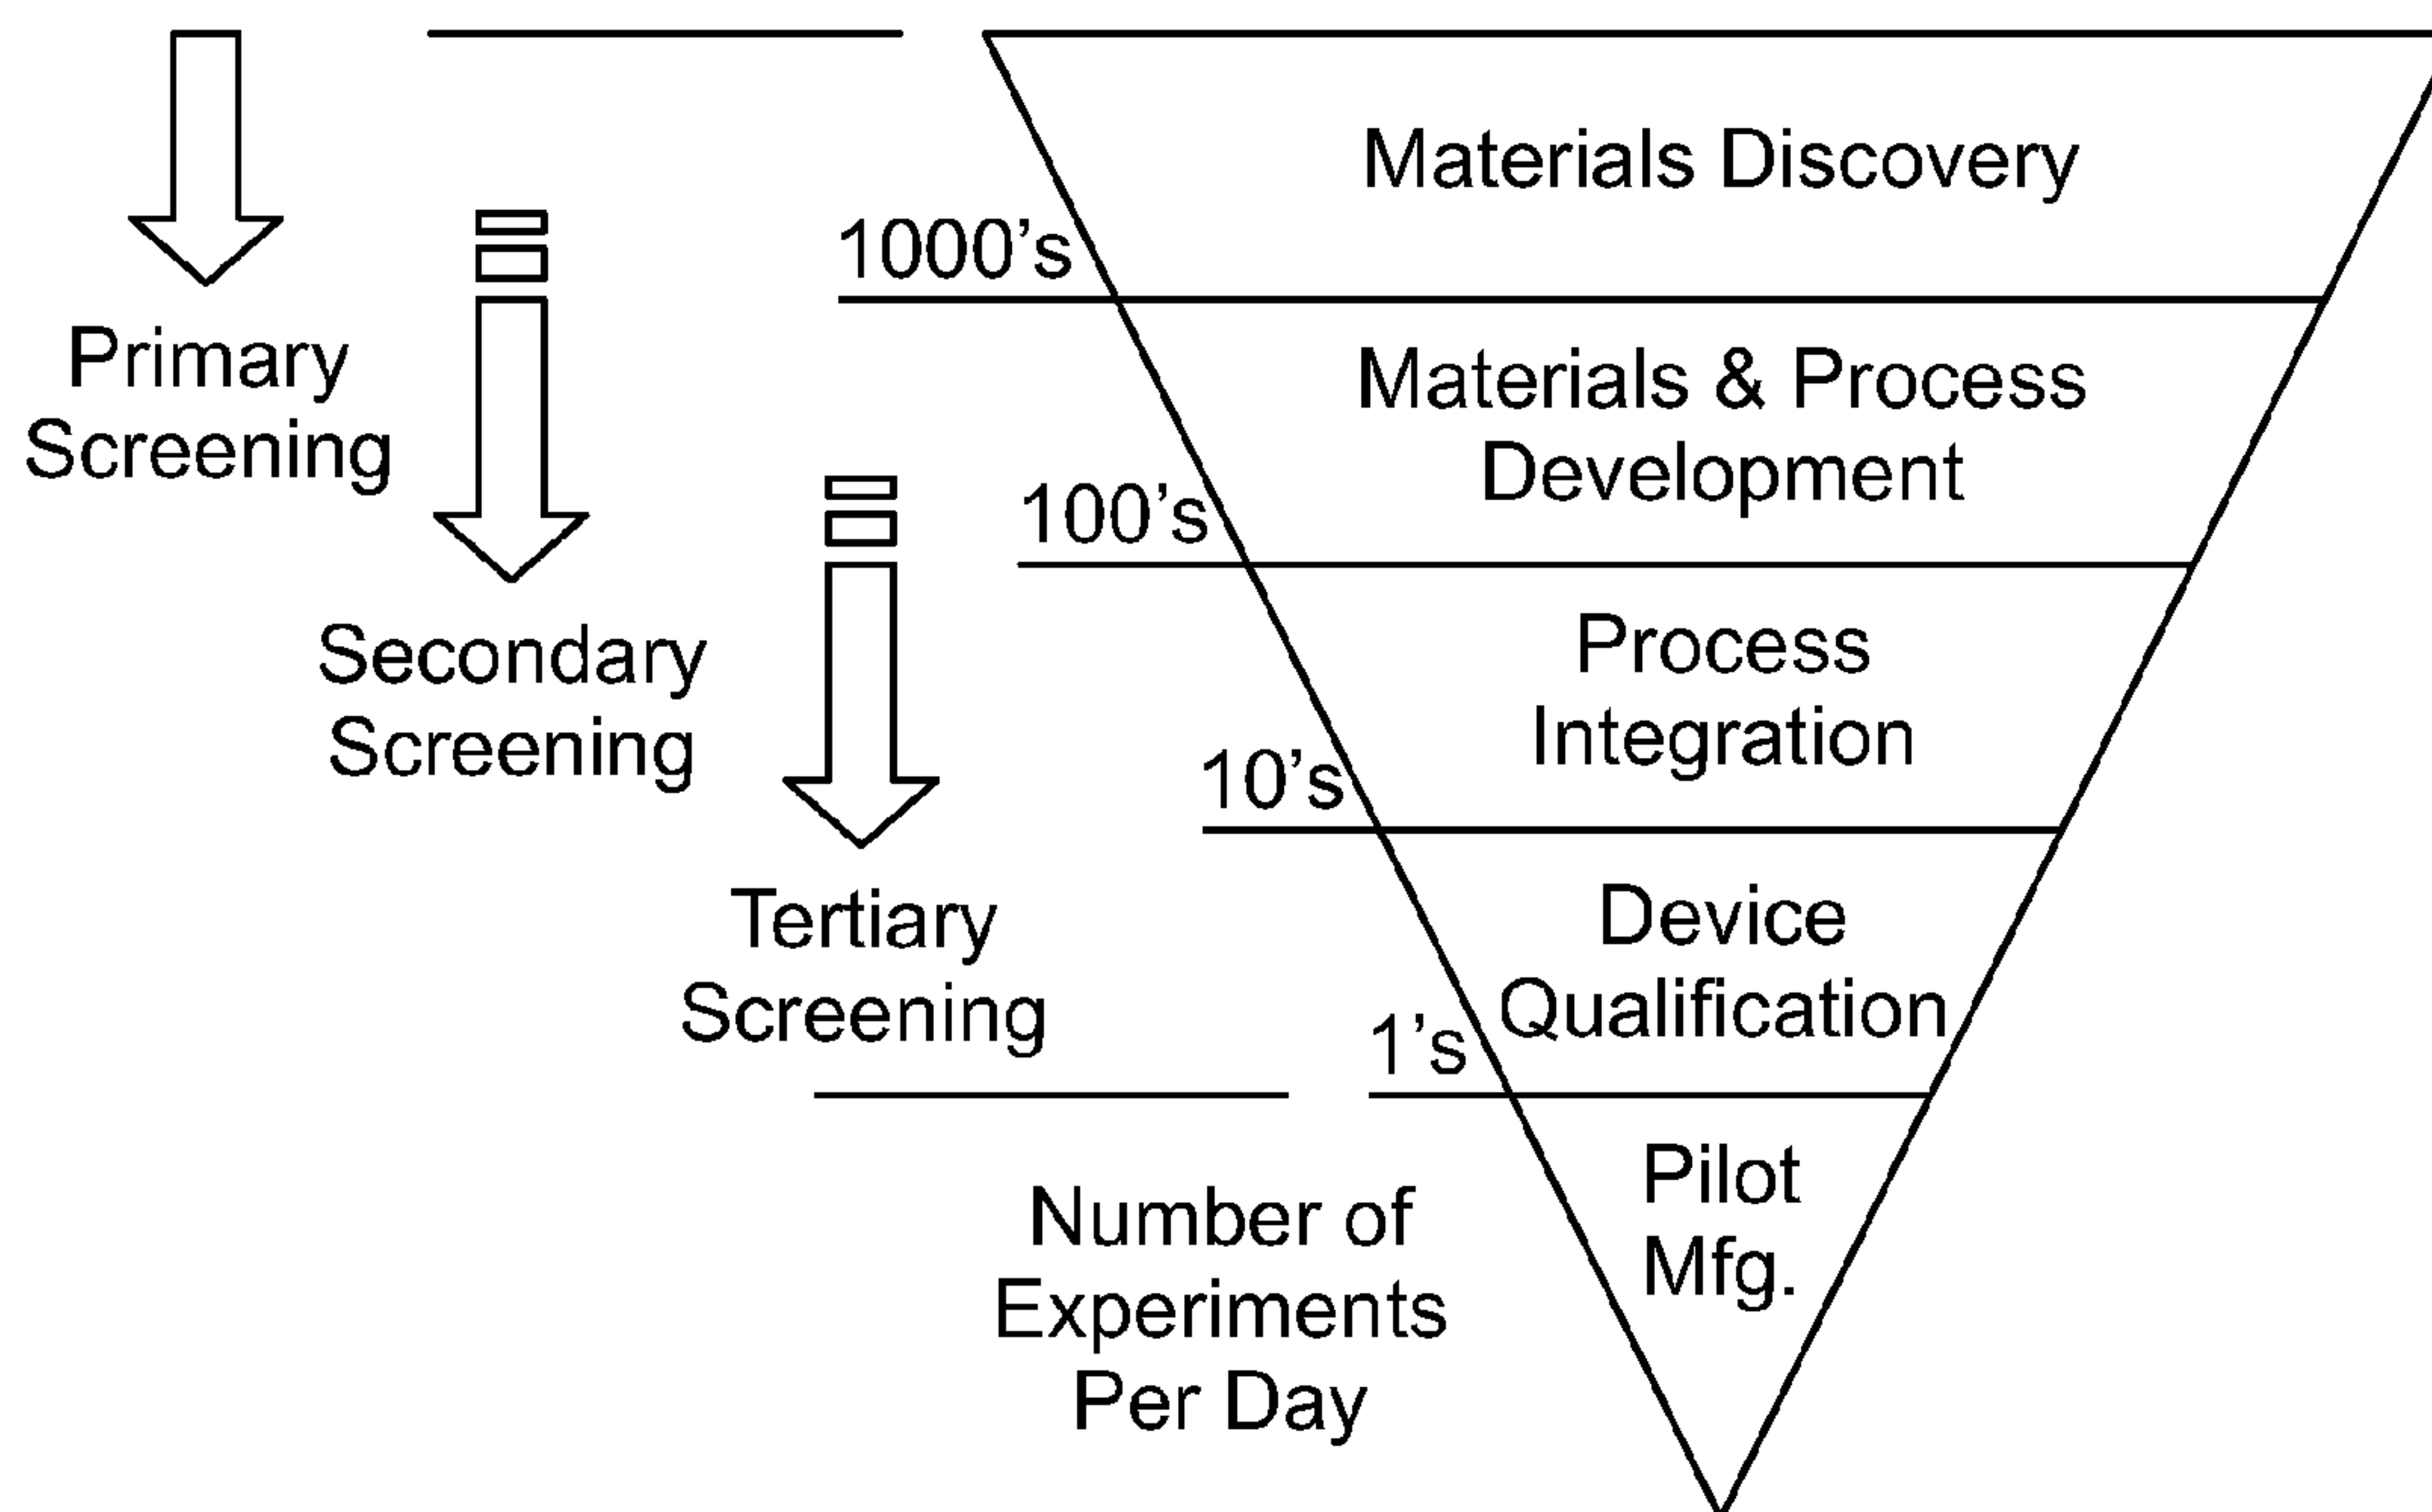 Materials Discovery
1000's
Primary
Screening
Materials & Process
Development
100's
Secondary
Screening
Process
Integration
10's
Tertiary
Screening
Device
Qualification
1's
Number of
Experiments
Per Day
Pilot
Mfg.